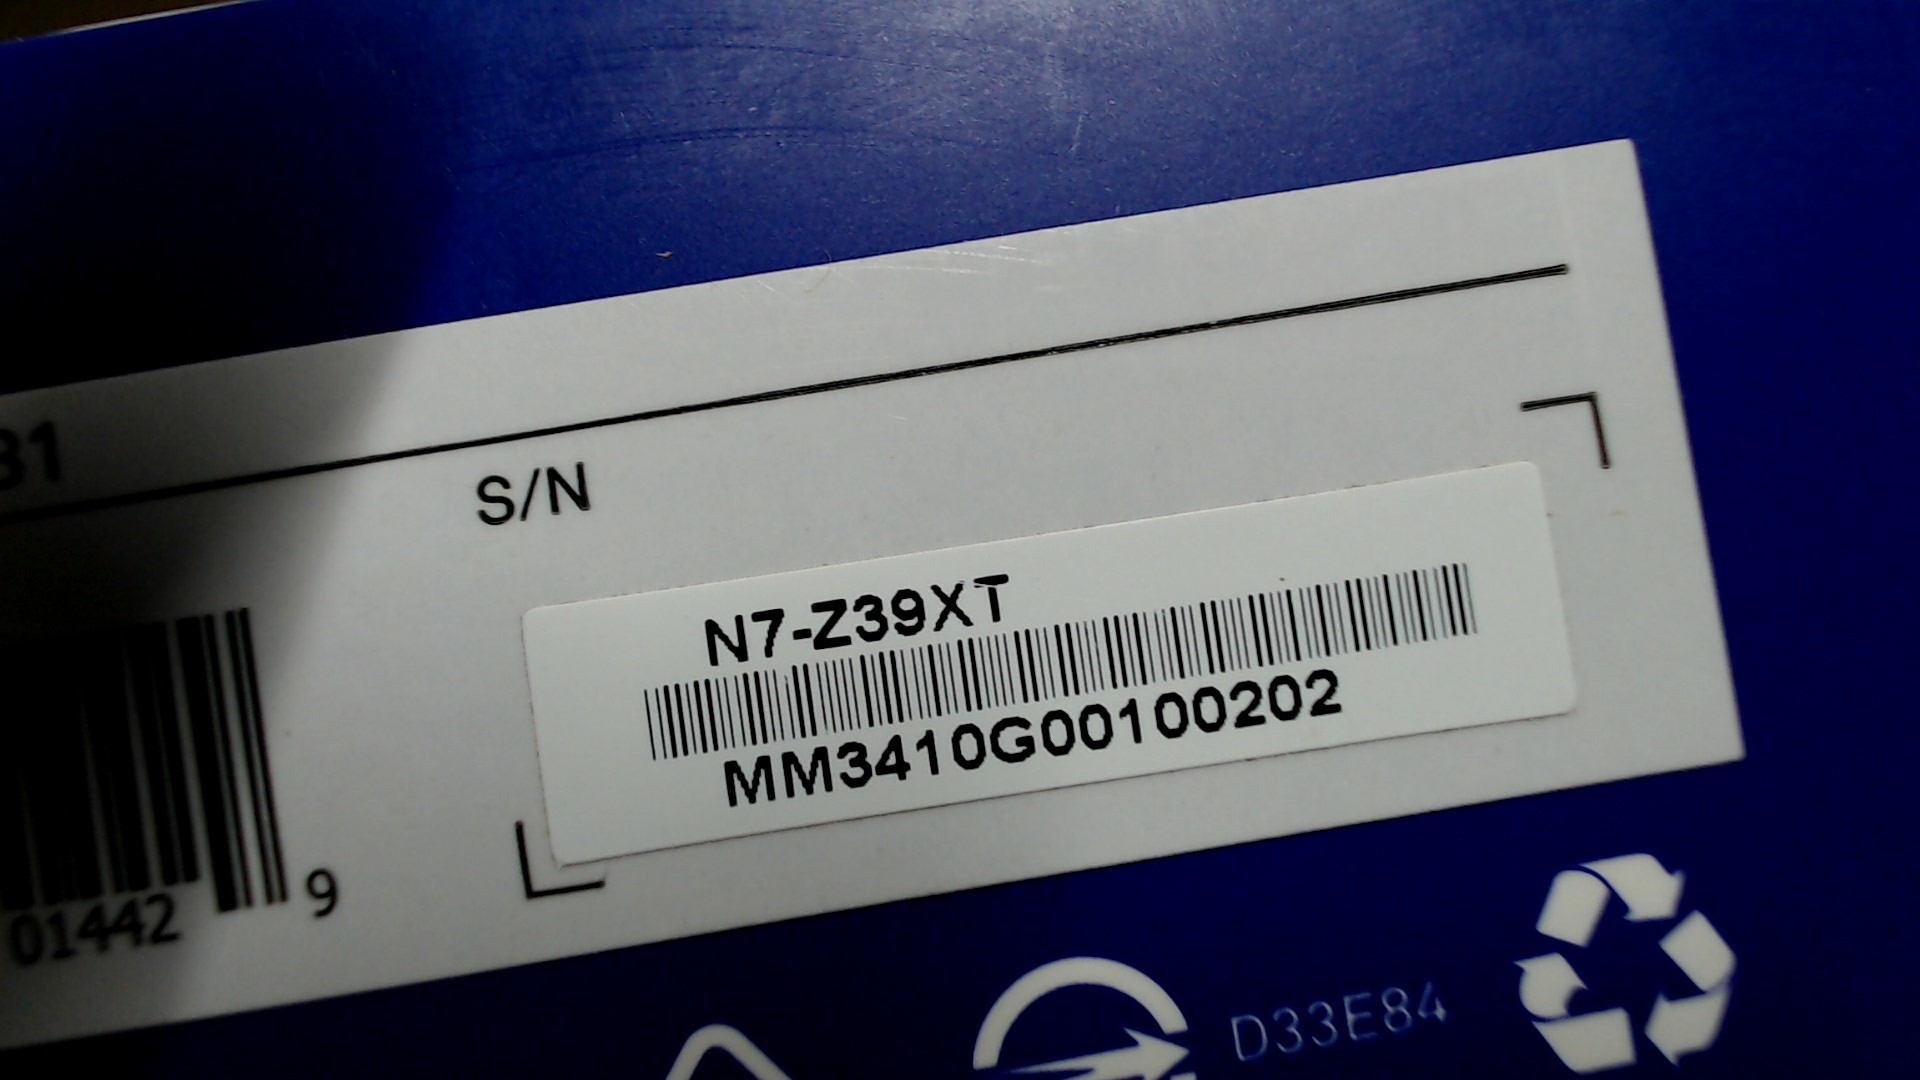 31
S/N
N7-Z39XT
MM3410G00100202
01442 9
D33E84